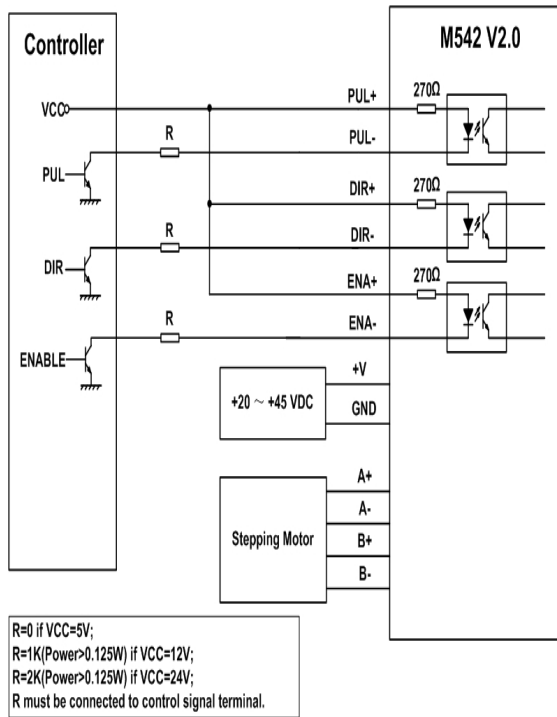 Controller
M542 V2.0
VCC
PUL+
270Ω
R
PUL-
PUL
DIR+
270Ω
R
DIR-
DIR
ENA+
270Ω
R
ENA-
ENABLE
+V
+20 ~ +45 VDC
GND
A+
A-
Stepping Motor
B+
B-
R=0 if VCC=5V;
R=1K(Power>0.125W) if VCC=12V;
R=2K(Power>0.125W) if VCC=24V;
R must be connected to control signal terminal.